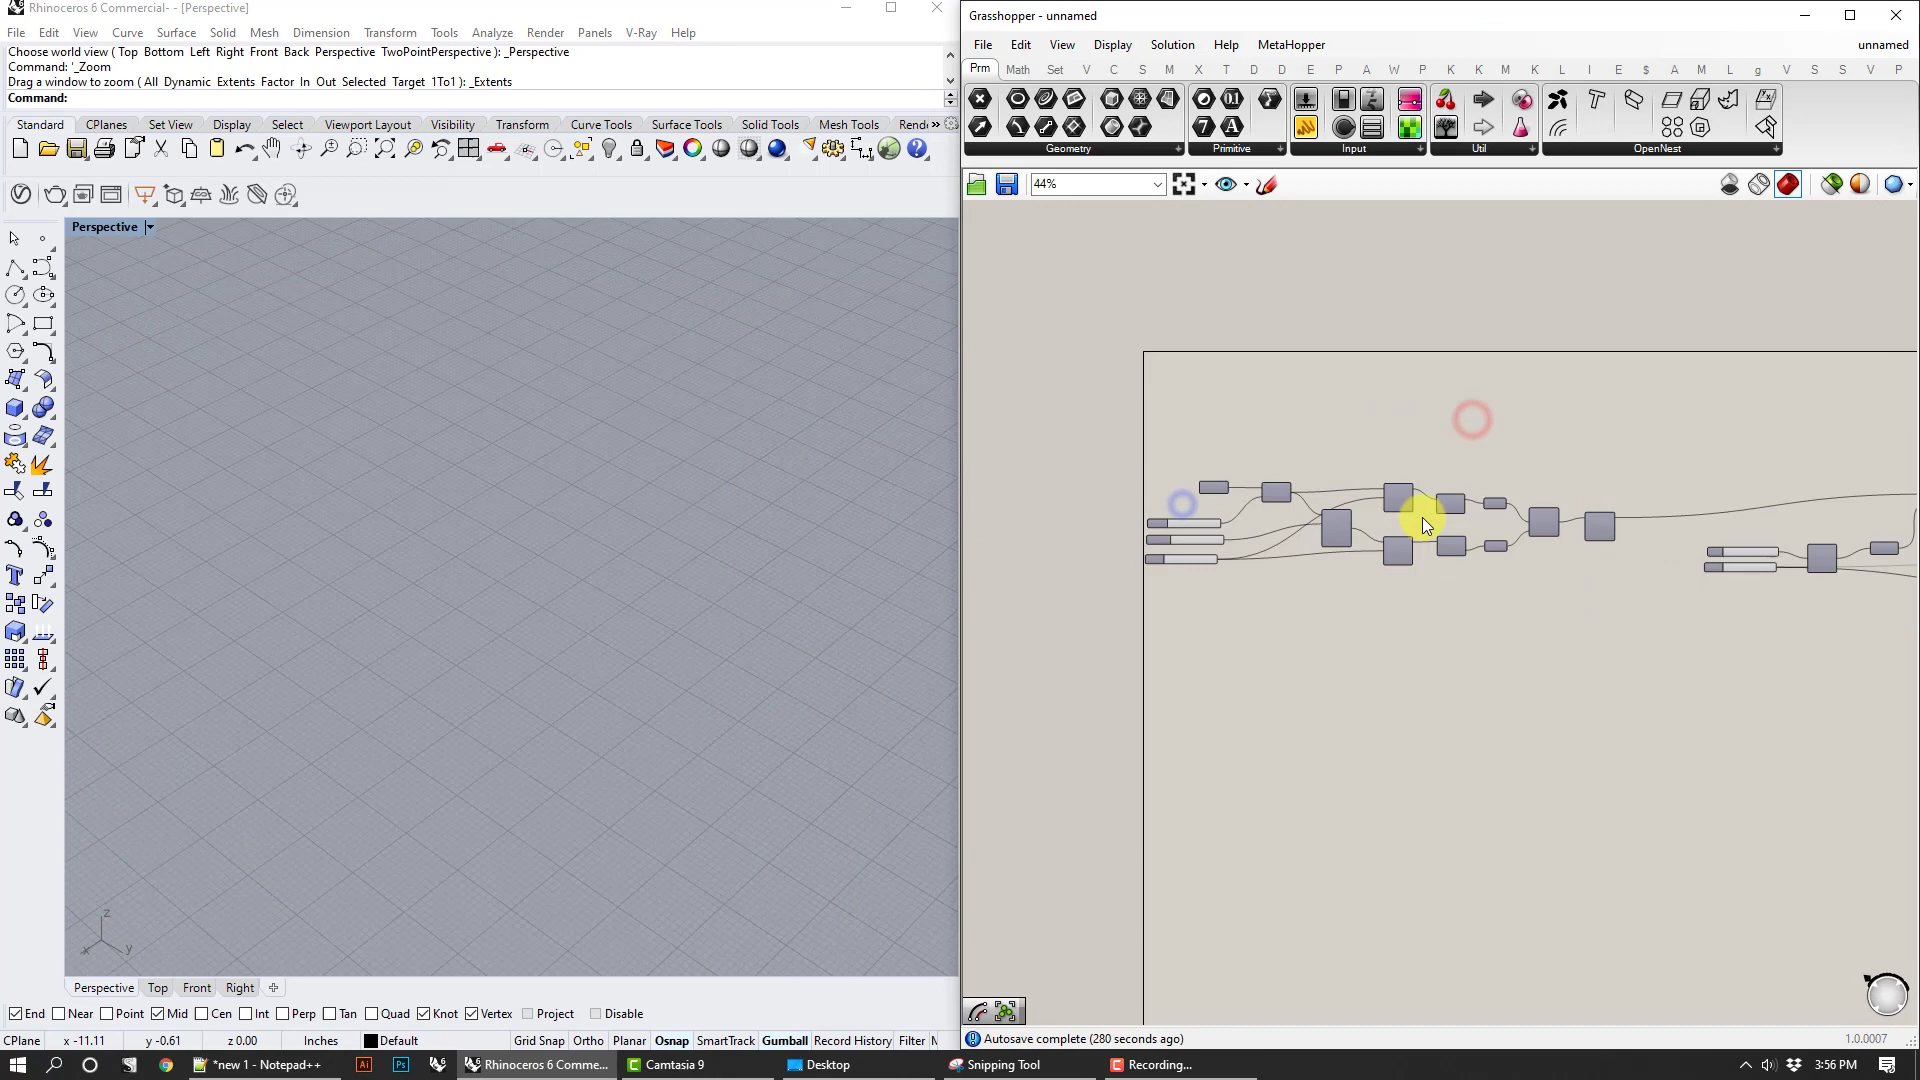 Rhinoceros 6 Commercial- - [Perspective]
File Edit View Curve Surface Solid Mesh Dimension Transform Tools Analyze Render Panels V-Ray Help
Choose world view ( Top Bottom Left Right Front Back Perspective TwoPointPerspective ): _Perspective
Command: '_Zoom
Drag a window to zoom ( All Dynamic Extents Factor In Out Selected Target 1To1 ): _Extents
Command:
Standard CPlanes Set View Display Select Viewport Layout Visibility Transform Curve Tools Surface Tools Solid Tools Mesh Tools Rende »
Perspective
z
x
y
Perspective Top Front Right
End Near Point Mid Cen Int Perp Tan Quad Knot Vertex Project Disable
CPlane x -11.11 y -0.61 z 0.00 Inches Default Grid Snap Ortho Planar Osnap SmartTrack Gumball Record History Filter M
Grasshopper - unnamed
File Edit View Display Solution Help MetaHopper unnamed
Prm Math Set V C S M X T D D E P A W P K K M K L I E $ A M L g V S S V P
Geometry Primitive Input Util OpenNest
44%
Autosave complete (280 seconds ago) 1.0.0007
*new 1 - Notepad++ Rhinoceros 6 Comme... Camtasia 9 Desktop Snipping Tool Recording... 3:56 PM